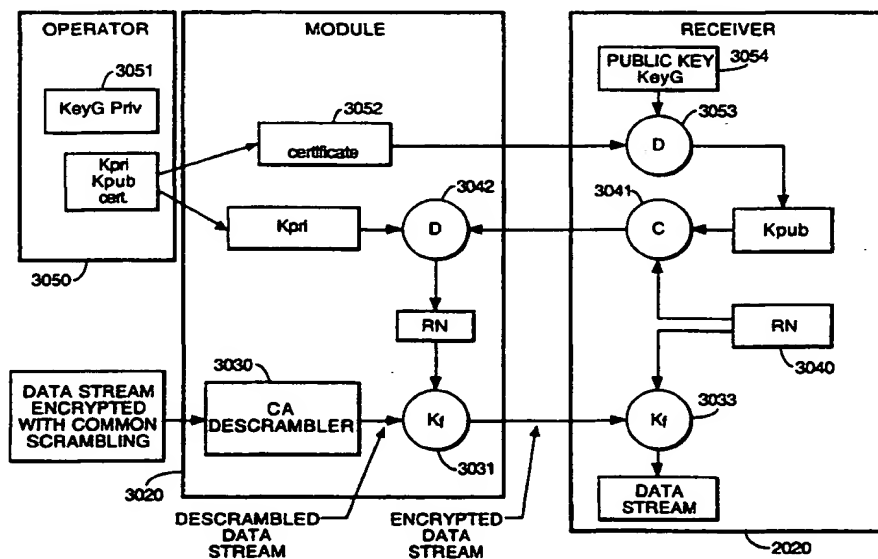 OPERATOR
3051
KeyG Priv
Kpri
Kpub
cert.
3050
MODULE
3052
certificate
3042
Kpri
D
RN
3030
CA
DESCRAMBLER
Kf
3031
3020
DATA STREAM
ENCRYPTED
WITH COMMON
SCRAMBLING
DESCRAMBLED
DATA
STREAM
ENCRYPTED
DATA
STREAM
RECEIVER
PUBLIC KEY
KeyG
3054
3053
D
3041
C
Kpub
RN
3040
Kf
3033
DATA
STREAM
2020